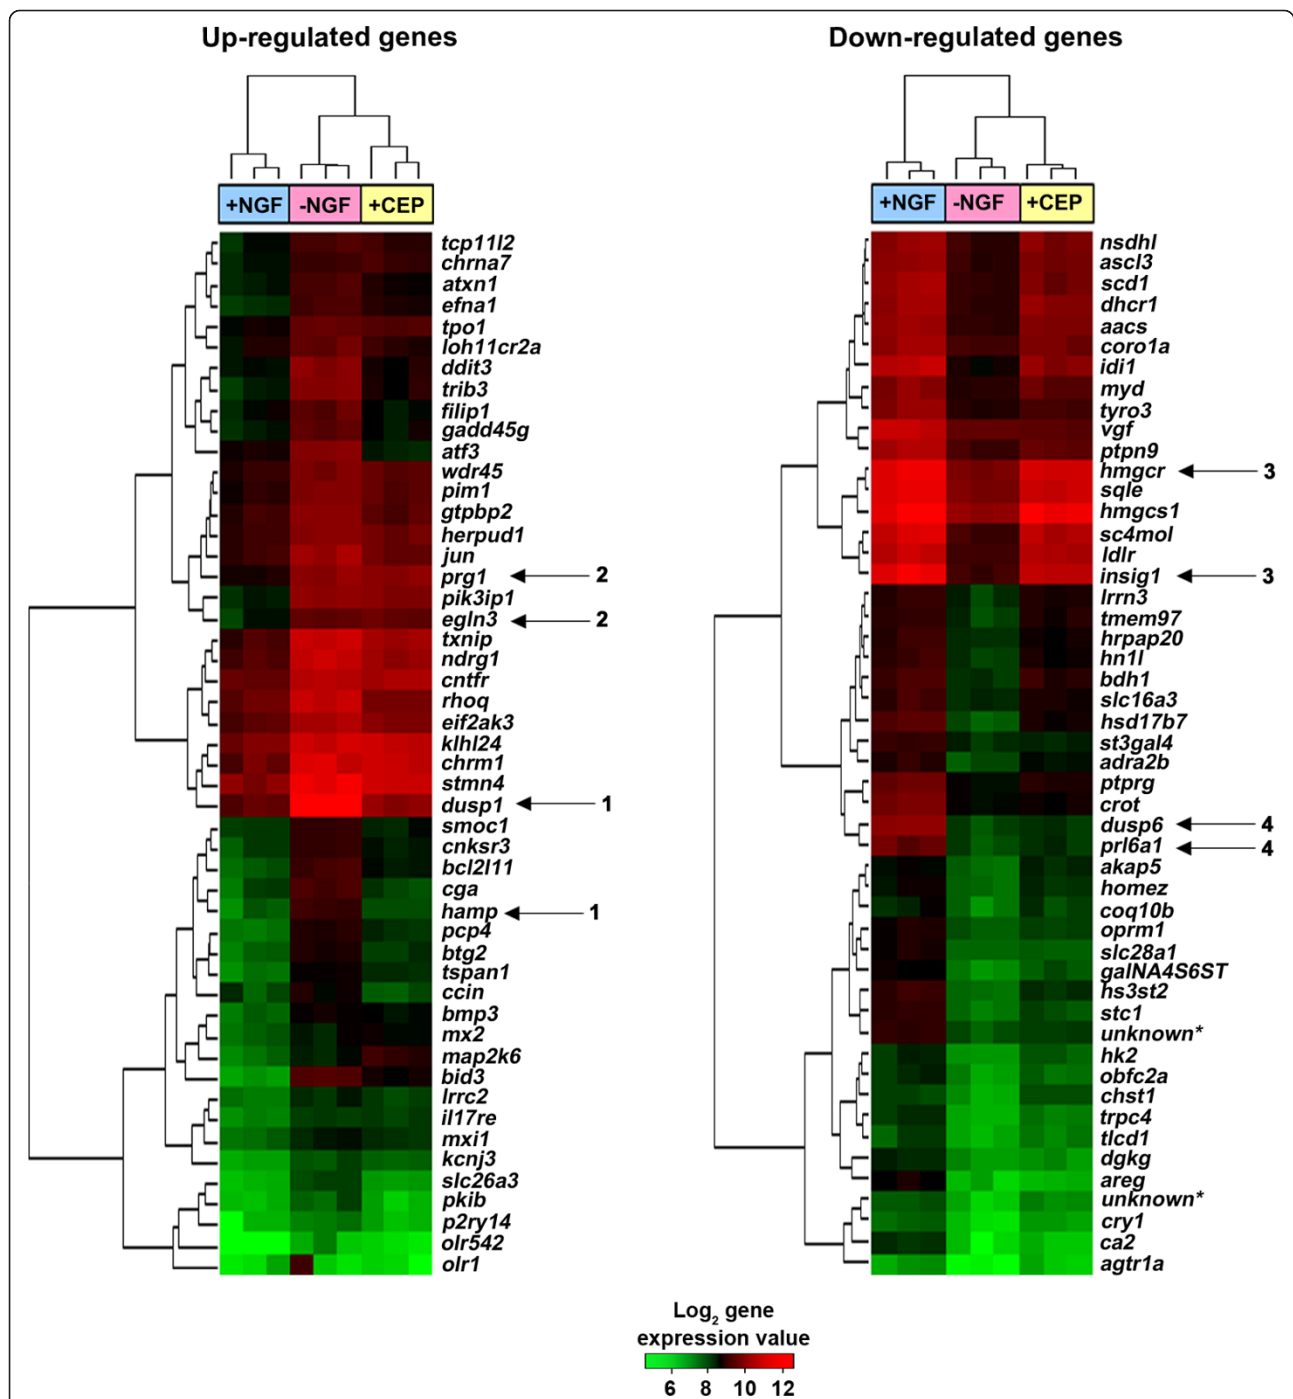 Up-regulated genes
+NGF -NGF +CEP
tcp11l2
chrna7
atxn1
efna1
tpo1
loh11cr2a
ddit3
trib3
filip1
gadd45g
atf3
wdr45
pim1
gtpbp2
herpud1
jun
prg1 2
pik3ip1
egln3 2
txnip
ndrg1
cntfr
rhoq
eif2ak3
klhl24
chrm1
stmn4
dusp1 1
smoc1
cnksr3
bcl2l11
cga
hamp 1
pcp4
btg2
tspan1
ccin
bmp3
mx2
map2k6
bid3
lrrc2
il17re
mxi1
kcnj3
slc26a3
pkib
p2ry14
olr542
olr1
Down-regulated genes
+NGF -NGF +CEP
nsdhl
ascl3
scd1
dhcr1
aacs
coro1a
idi1
myd
tyro3
vgf
ptpn9
hmgcr 3
sqle
hmgcs1
sc4mol
ldlr
insig1 3
lrrn3
tmem97
hrpap20
hn1l
bdh1
slc16a3
hsd17b7
st3gal4
adra2b
ptprg
crot
dusp6 4
prl6a1 4
akap5
homez
coq10b
oprm1
slc28a1
galNA4S6ST
hs3st2
stc1
unknown*
hk2
obfc2a
chst1
trpc4
tlcd1
dgkg
areg
unknown*
cry1
ca2
agtr1a
Log2 gene
expression value
6 8 10 12